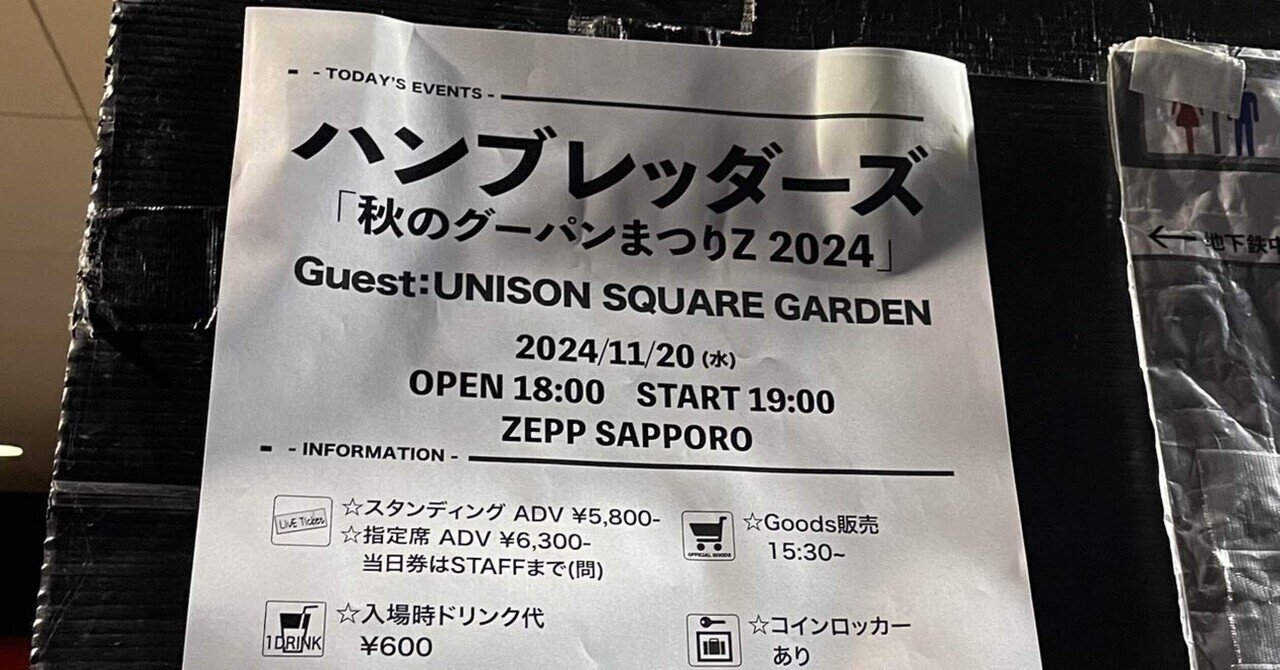 - TODAY'S EVENTS -
ハンブレッダーズ
「秋のグーパンまつりZ 2024」
Guest:UNISON SQUARE GARDEN
2024/11/20 (水)
OPEN 18:00 START 19:00
ZEPP SAPPORO
- INFORMATION -
LIVE Ticket
☆スタンディング ADV ¥5,800-
☆指定席 ADV ¥6,300-
当日券はSTAFFまで(問)
OFFICIAL GOODS
☆Goods販売
15:30~
1DRINK
☆入場時ドリンク代
¥600
☆コインロッカー
あり
← 地下鉄中